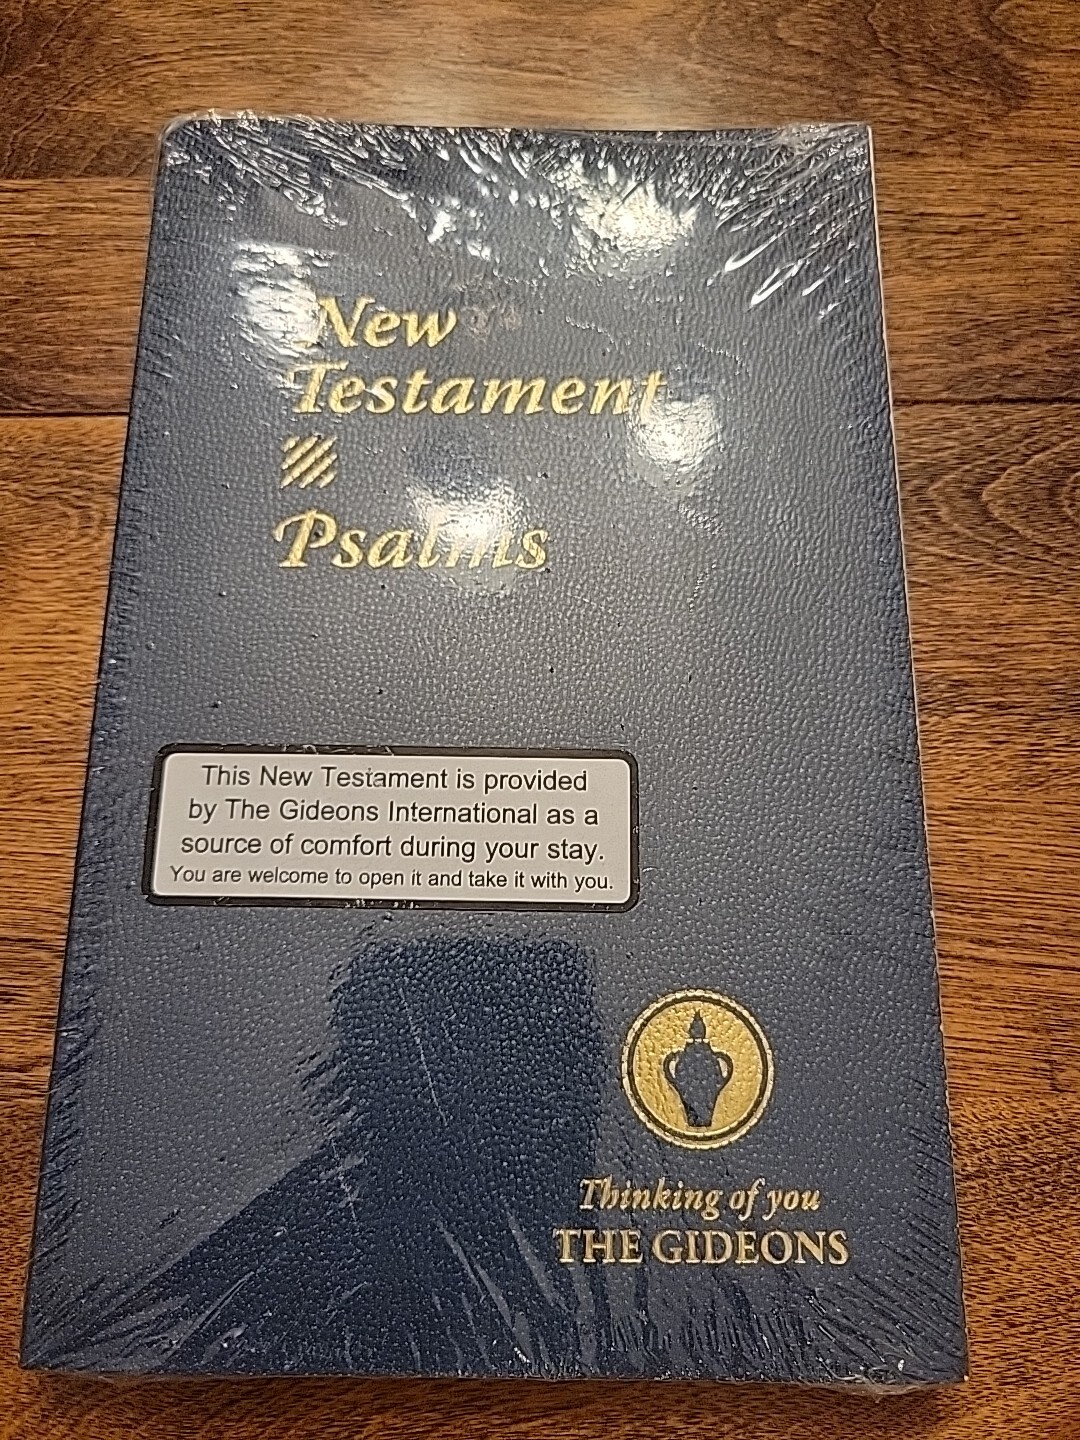 New
Testament
Psalms
This New Testament is provided
by The Gideons International as a
source of comfort during your stay.
You are welcome to open it and take it with you.
Thinking of you
THE GIDEONS